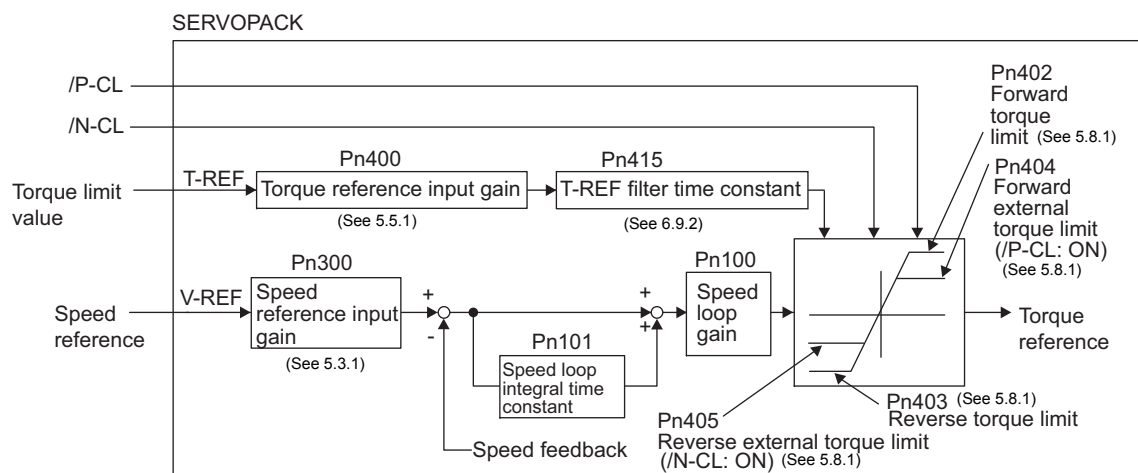 SERVOPACK
/P-CL
/N-CL
Torque limit
value
T-REF
Pn400
Torque reference input gain
(See 5.5.1)
Pn415
T-REF filter time constant
(See 6.9.2)
Pn402
Forward
torque
limit (See 5.8.1)
Pn404
Forward
external
torque limit
(/P-CL: ON)
(See 5.8.1)
Speed
reference
V-REF
Pn300
Speed
reference input
gain
(See 5.3.1)
+
-
Pn101
Speed loop
integral time
constant
+
+
Pn100
Speed
loop
gain
Torque
reference
Speed feedback
Pn403 (See 5.8.1)
Reverse torque limit
Pn405
Reverse external torque limit
(/N-CL: ON) (See 5.8.1)